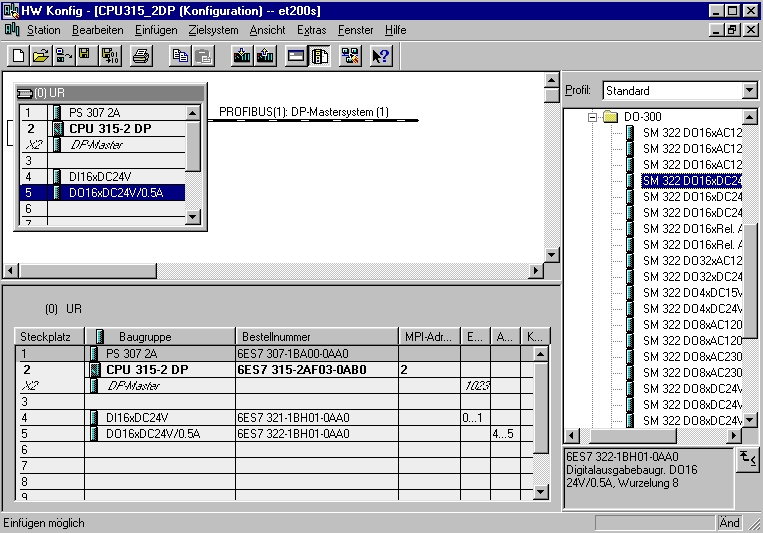 HW Konfig - [CPU315_2DP (Konfiguration) -- et200s]
Station Bearbeiten Einfügen Zielsystem Ansicht Extras Fenster Hilfe
(0) UR
1 PS 307 2A
2 CPU 315-2 DP
X2 DP-Master
3
4 DI16xDC24V
5 DO16xDC24V/0.5A
6
7
PROFIBUS(1): DP-Mastersystem (1)
Profil: Standard
DO-300
SM 322 DO16xAC12
SM 322 DO16xAC12
SM 322 DO16xAC12
SM 322 DO16xDC24
SM 322 DO16xDC24
SM 322 DO16xDC24
SM 322 DO16xRel. A
SM 322 DO16xRel. A
SM 322 DO32xAC12
SM 322 DO32xDC24
SM 322 DO4xDC15V
SM 322 DO4xDC24V
SM 322 DO8xAC120
SM 322 DO8xAC230
SM 322 DO8xAC230
SM 322 DO8xDC24V
SM 322 DO8xDC24V
SM 322 DO8xDC48V
(0) UR
Steckplatz Baugruppe Bestellnummer MPI-Adr... E... A... K...
1 PS 307 2A 6ES7 307-1BA00-0AA0
2 CPU 315-2 DP 6ES7 315-2AF03-0AB0 2
X2 DP-Master 1023
3
4 DI16xDC24V 6ES7 321-1BH01-0AA0 0...1
5 DO16xDC24V/0.5A 6ES7 322-1BH01-0AA0 4...5
6
7
8
9
6ES7 322-1BH01-0AA0
Digitalausgabebaugr. DO16
24V/0.5A, Wurzelung 8
Einfügen möglich
Änd